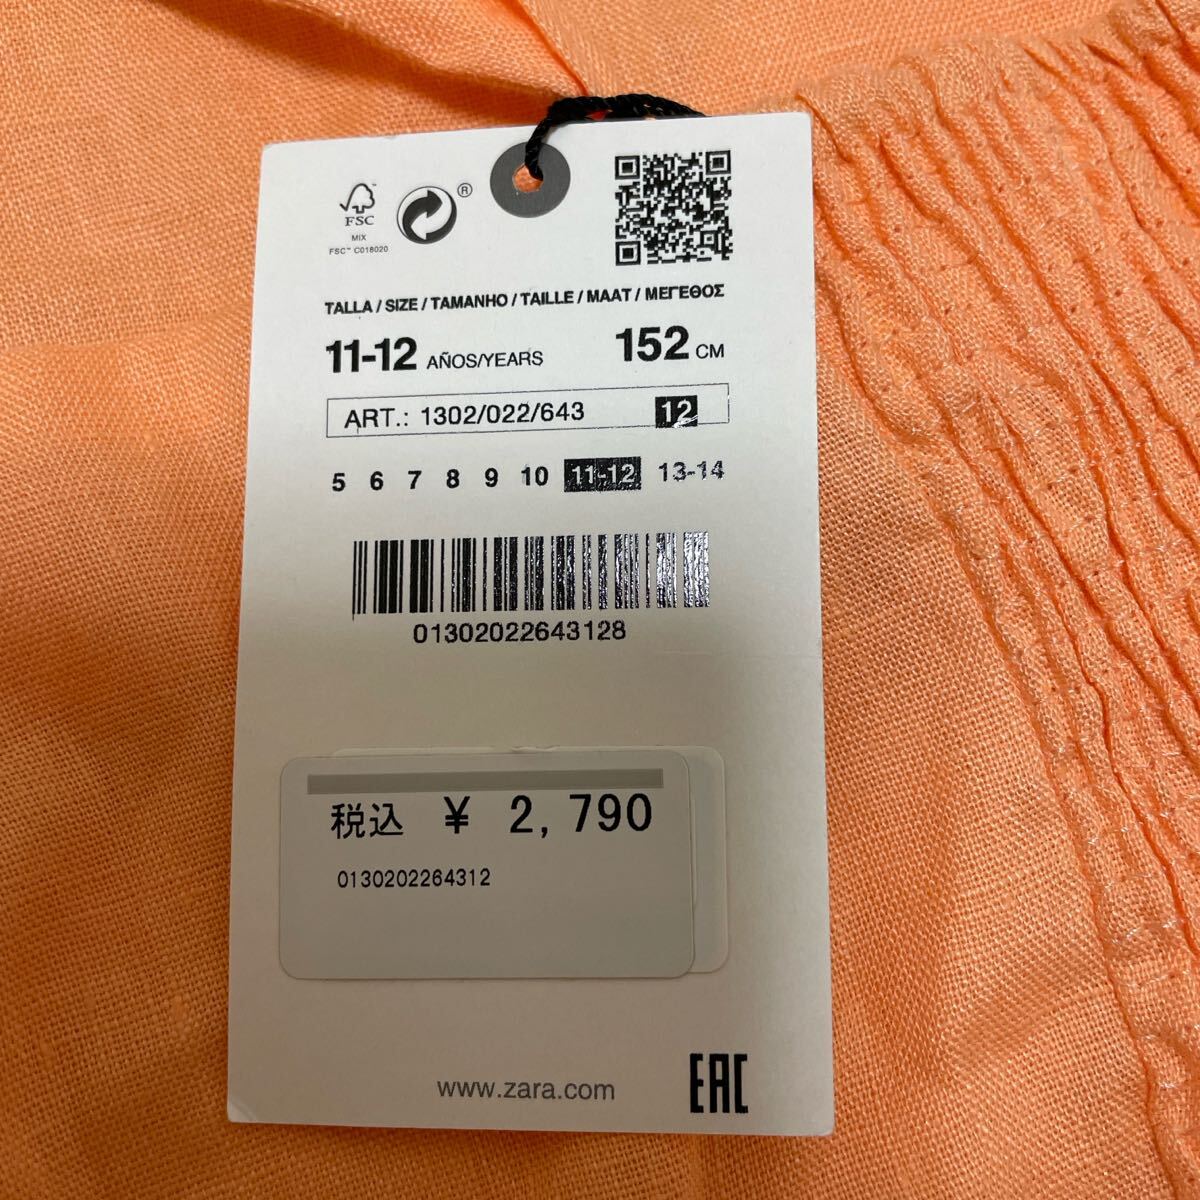 FSC
MIX
FSC™ C018020
®
TALLA / SIZE / TAMANHO / TAILLE / MAAT / ΜΕΓΕΘΟΣ
11-12 AÑOS/YEARS 152 CM
ART.: 1302/022/643 12
5 6 7 8 9 10 11-12 13-14
01302022643128
税込 ¥ 2,790
0130202264312
www.zara.com
EAC